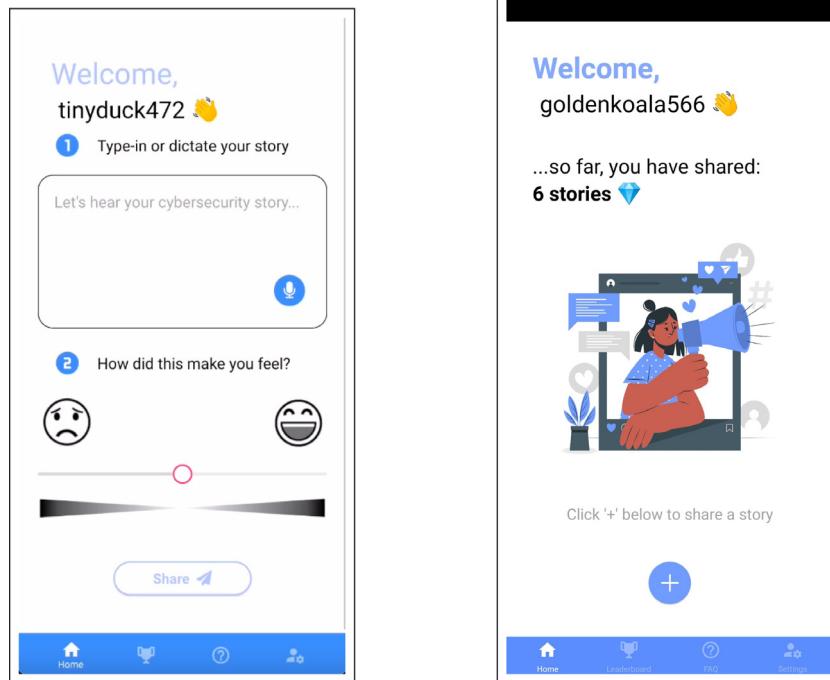 Welcome,
tinyduck472 👋
1 Type-in or dictate your story
Let's hear your cybersecurity story...
2 How did this make you feel?
Share
Home
Welcome,
goldenkoala566 👋
...so far, you have shared:
6 stories 💎
#
Click '+' below to share a story
+
Home Leaderboard FAQ Settings